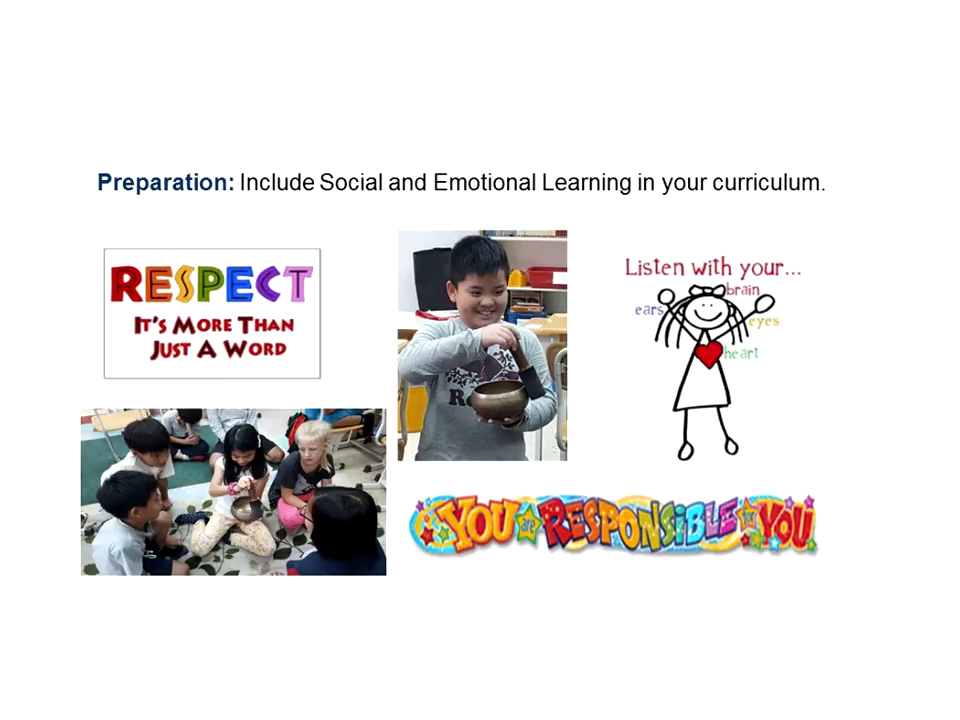 Preparation: Include Social and Emotional Learning in your curriculum.
RESPECT
IT'S MORE THAN
JUST A WORD
Listen with your...
brain
ears
eyes
heart
YOU are RESPONSIBLE for YOU